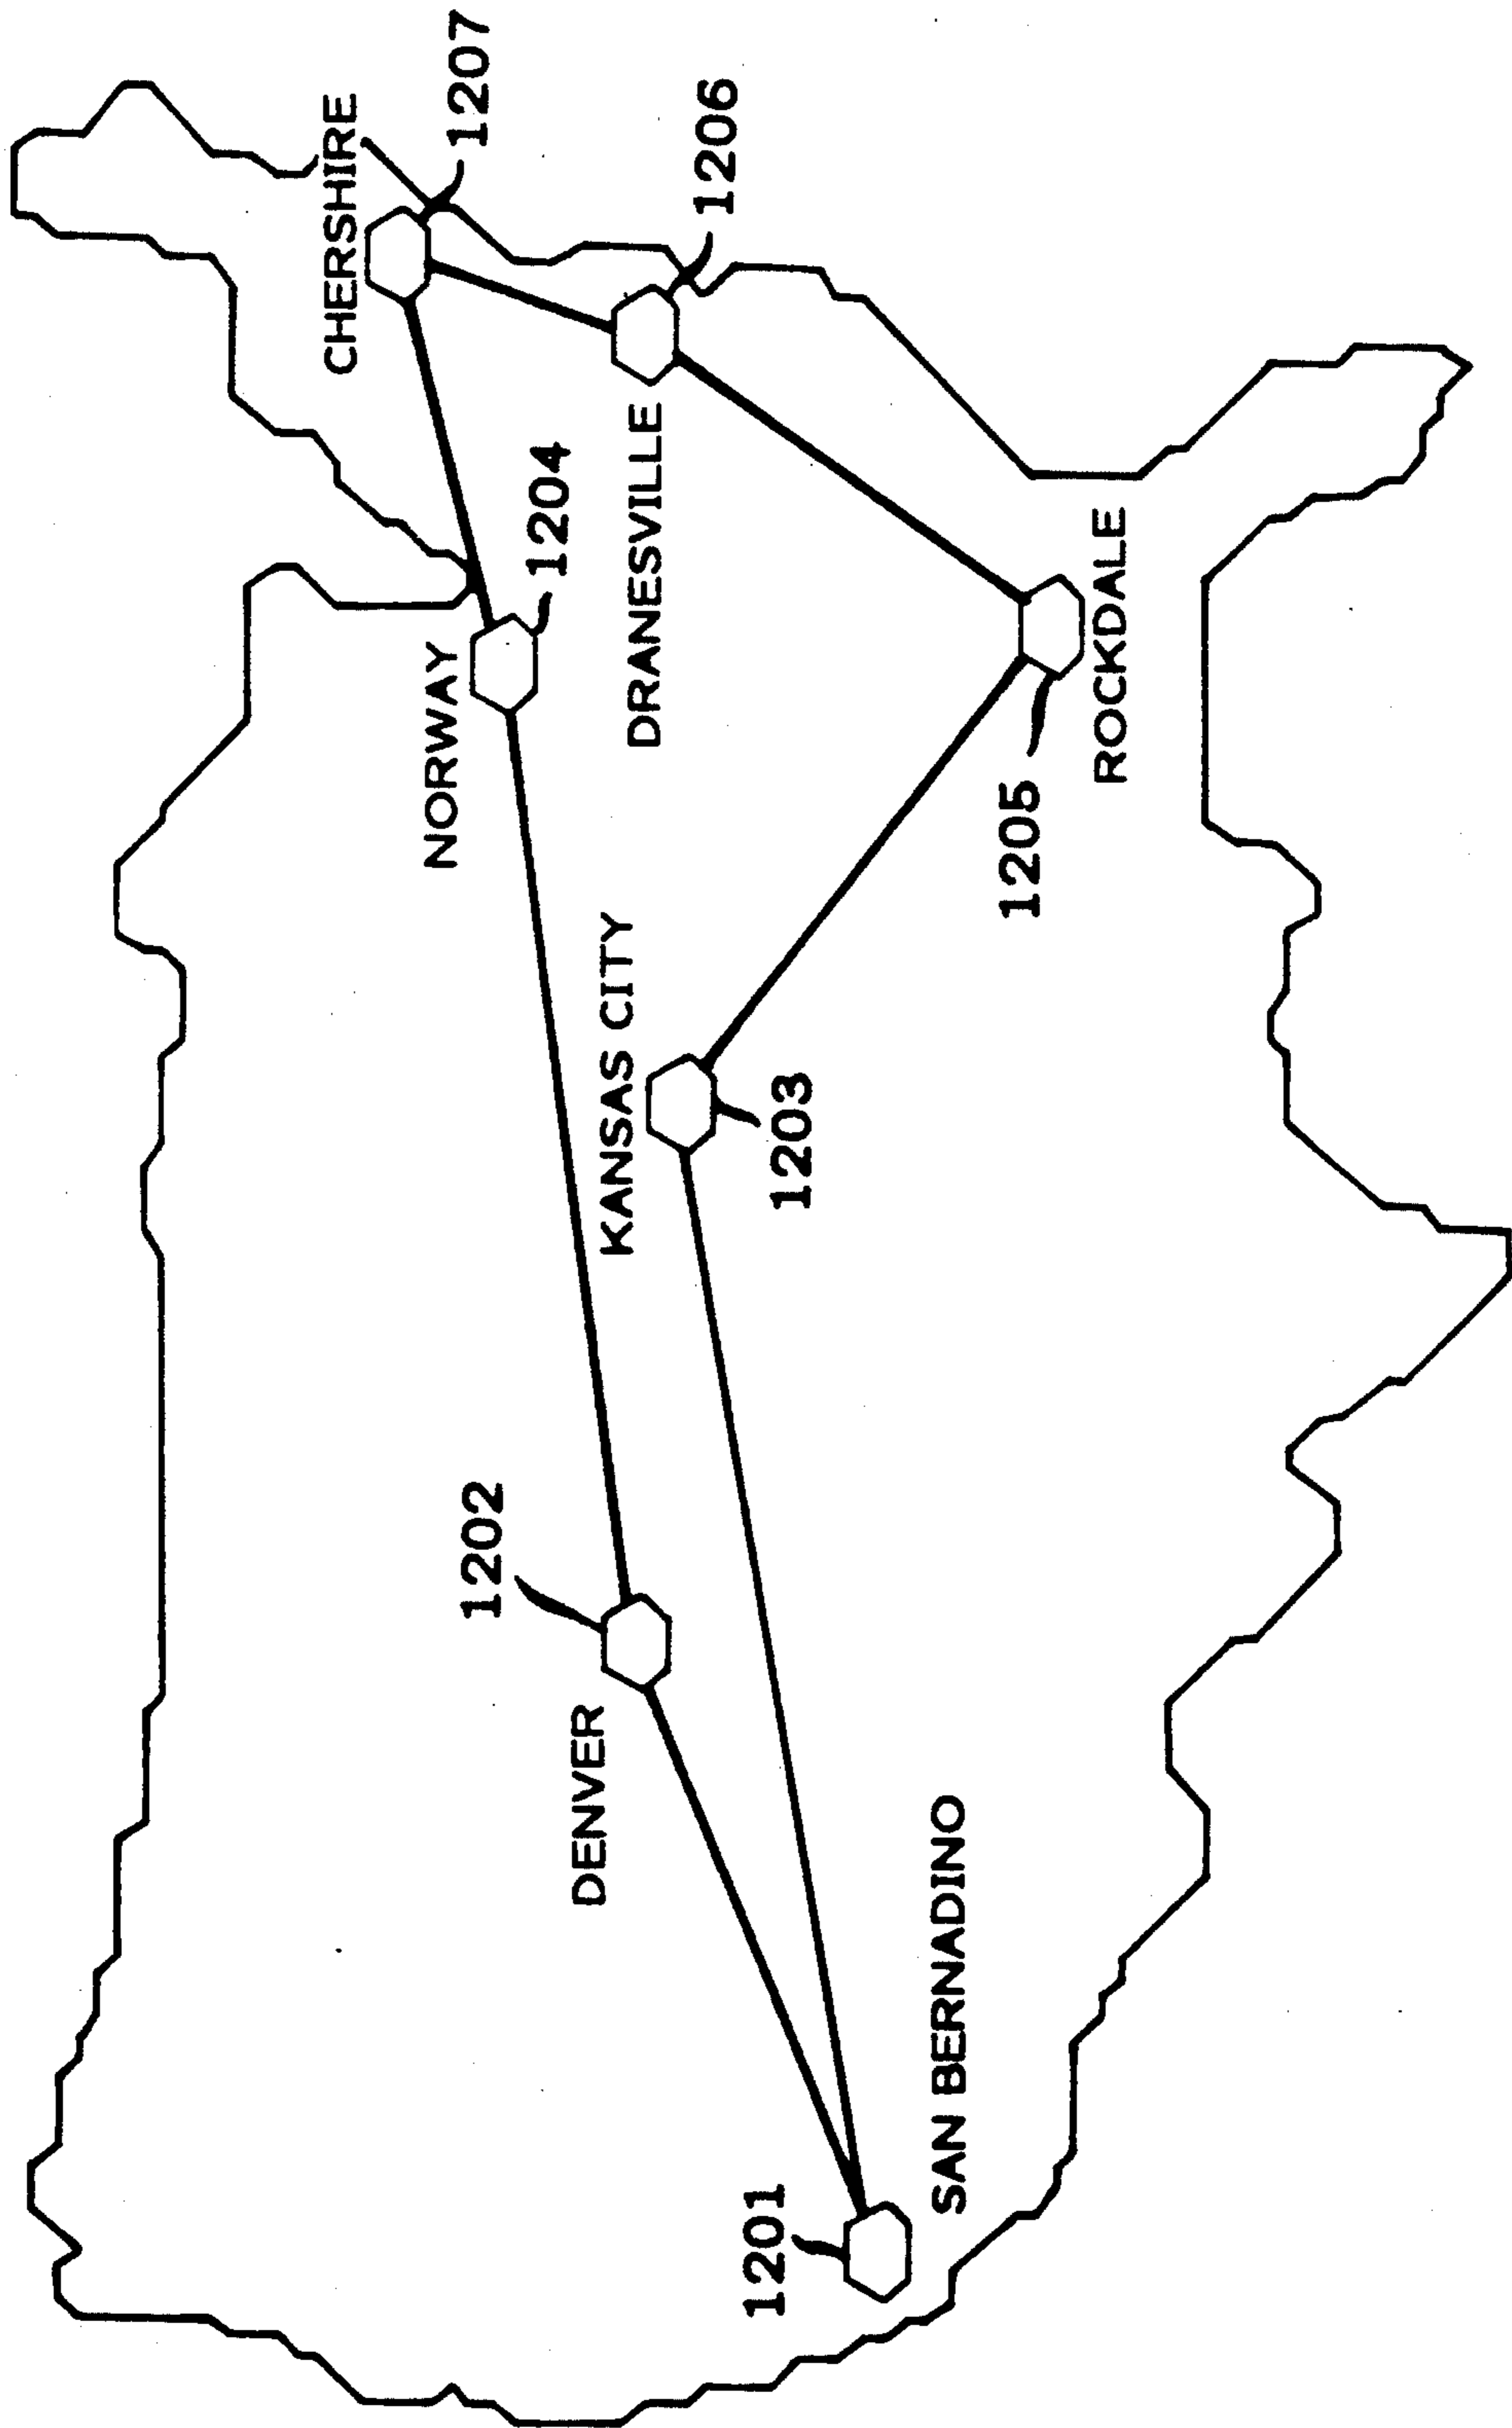 CHERSHIRE
1207
NORWAY
1204
1206
DRANESVILLE
1202
KANSAS CITY
DENVER
1203
1205
ROCKDALE
1201
SAN BERNADINO